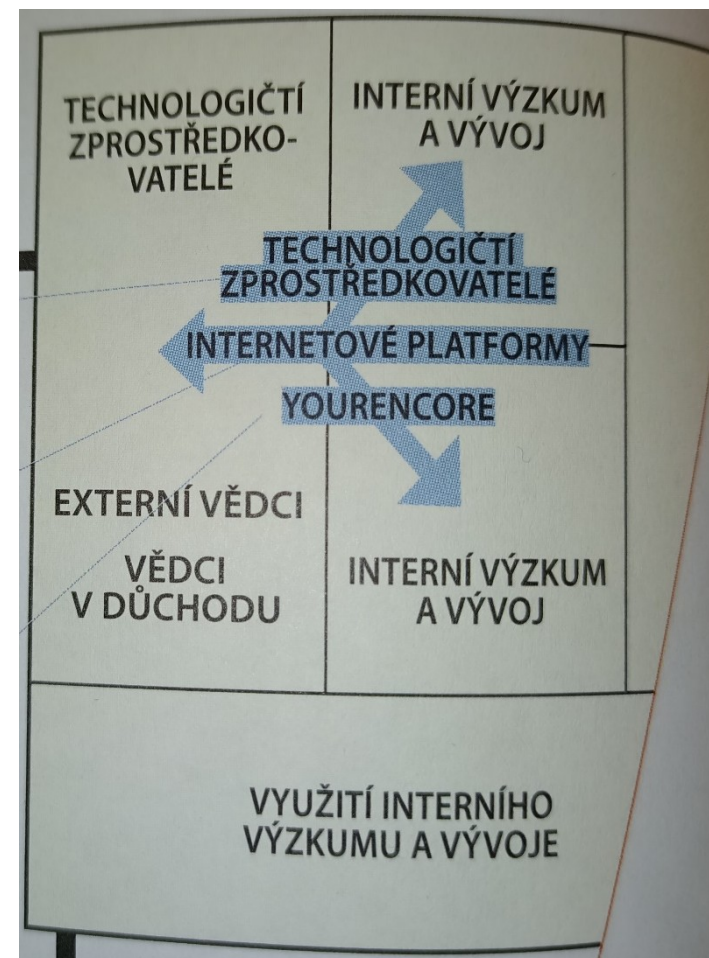 TECHNOLOGIČTÍ
ZPROSTŘEDKO-
VATELÉ
INTERNÍ VÝZKUM
A VÝVOJ
TECHNOLOGIČTÍ
ZPROSTŘEDKOVATELÉ
INTERNETOVÉ PLATFORMY
YOURENCORE
EXTERNÍ VĚDCI
VĚDCI
V DŮCHODU
INTERNÍ VÝZKUM
A VÝVOJ
VYUŽITÍ INTERNÍHO
VÝZKUMU A VÝVOJE